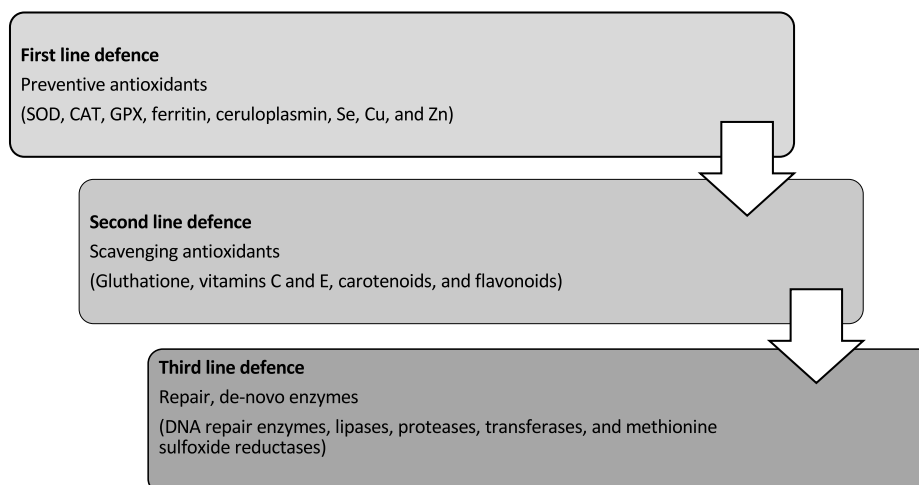 First line defence
Preventive antioxidants
(SOD, CAT, GPX, ferritin, ceruloplasmin, Se, Cu, and Zn)
Second line defence
Scavenging antioxidants
(Gluthatione, vitamins C and E, carotenoids, and flavonoids)
Third line defence
Repair, de-novo enzymes
(DNA repair enzymes, lipases, proteases, transferases, and methionine
sulfoxide reductases)